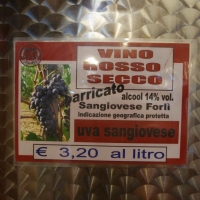 VINO
ROSSO
SECCO
barricato
alcool 14% vol.
Sangiovese Forlì
Indicazione geografica protetta
uva sangiovese
€ 3,20 al litro